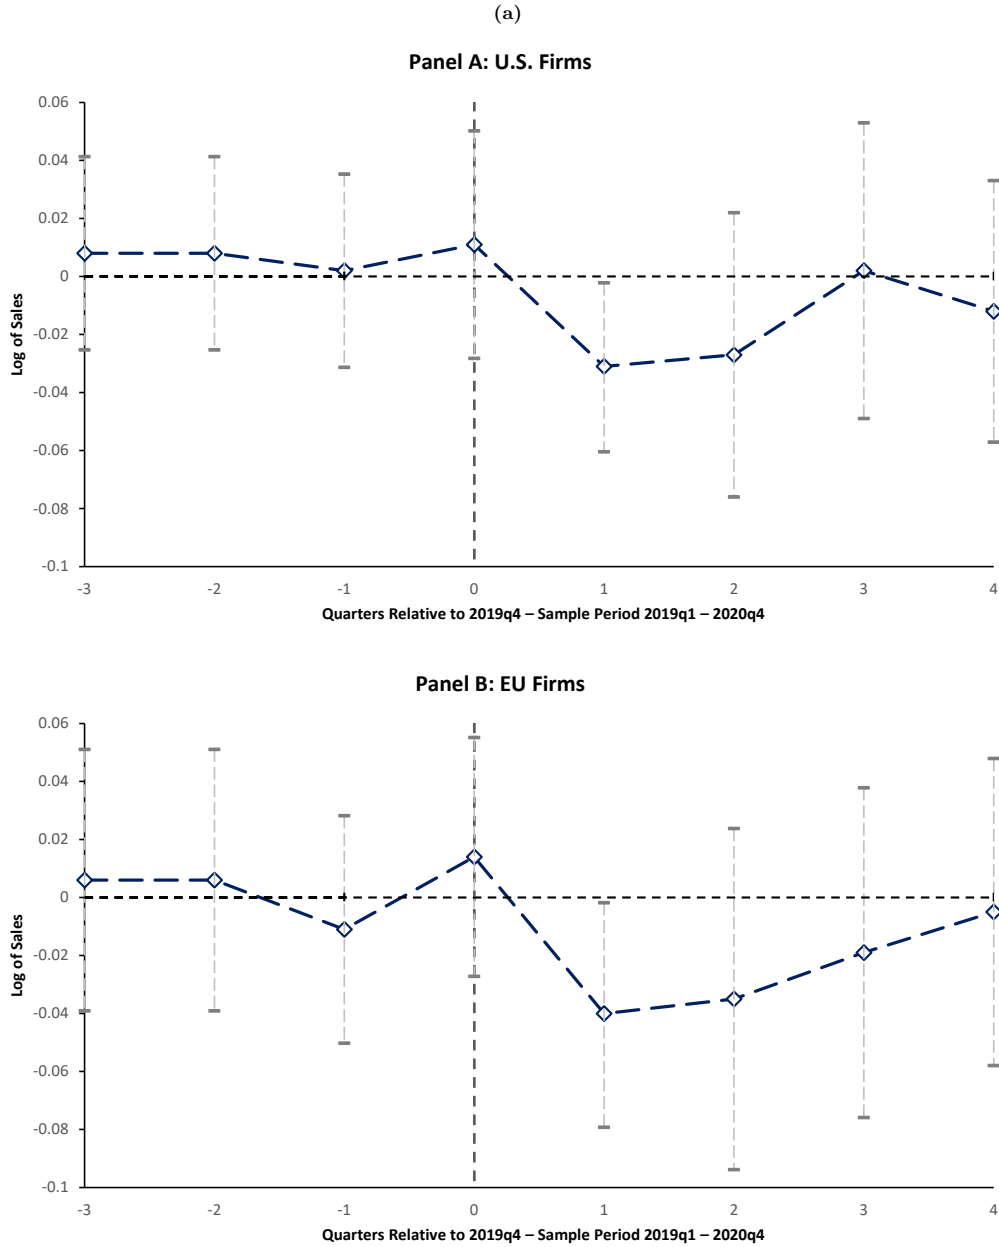 (a)
Panel A: U.S. Firms
0.06
0.04
0.02
0
-0.02
-0.04
-0.06
-0.08
-0.1
Log of Sales
-3 -2 -1 0 1 2 3 4
Quarters Relative to 2019q4 – Sample Period 2019q1 – 2020q4
Panel B: EU Firms
0.06
0.04
0.02
0
-0.02
-0.04
-0.06
-0.08
-0.1
Log of Sales
-3 -2 -1 0 1 2 3 4
Quarters Relative to 2019q4 – Sample Period 2019q1 – 2020q4